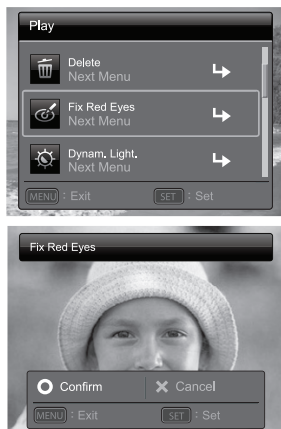 Play
Delete
Next Menu
Fix Red Eyes
Next Menu
Dynam. Light.
Next Menu
MENU : Exit SET : Set
Fix Red Eyes
Confirm Cancel
MENU : Exit SET : Set